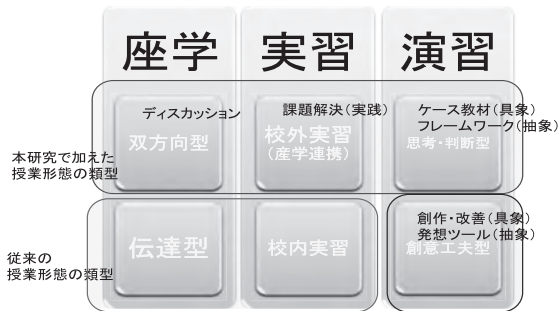 座学 実習 演習
ディスカッション
双方向型
課題解決(実践)
校外実習
(産学連携)
ケース教材(具象)
フレームワーク(抽象)
思考・判断型
本研究で加えた
授業形態の類型
伝達型
校内実習
創作・改善(具象)
発想ツール(抽象)
創意工夫型
従来の
授業形態の類型